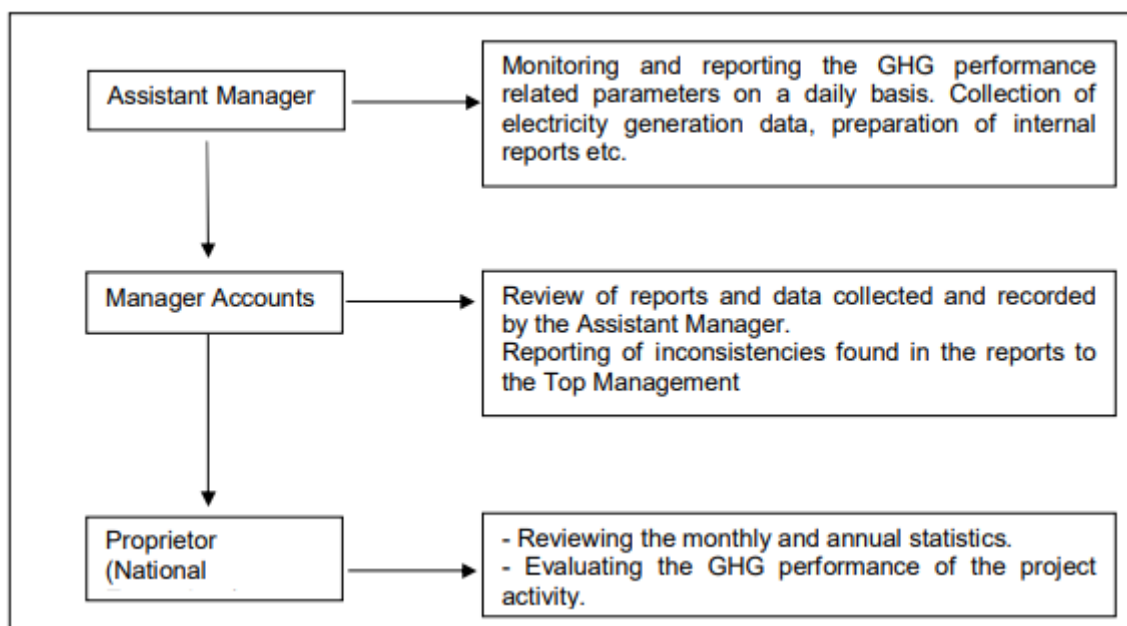 Assistant Manager
Monitoring and reporting the GHG performance
related parameters on a daily basis. Collection of
electricity generation data, preparation of internal
reports etc.
Manager Accounts
Review of reports and data collected and recorded
by the Assistant Manager.
Reporting of inconsistencies found in the reports to
the Top Management
Proprietor
(National
- Reviewing the monthly and annual statistics.
- Evaluating the GHG performance of the project
activity.